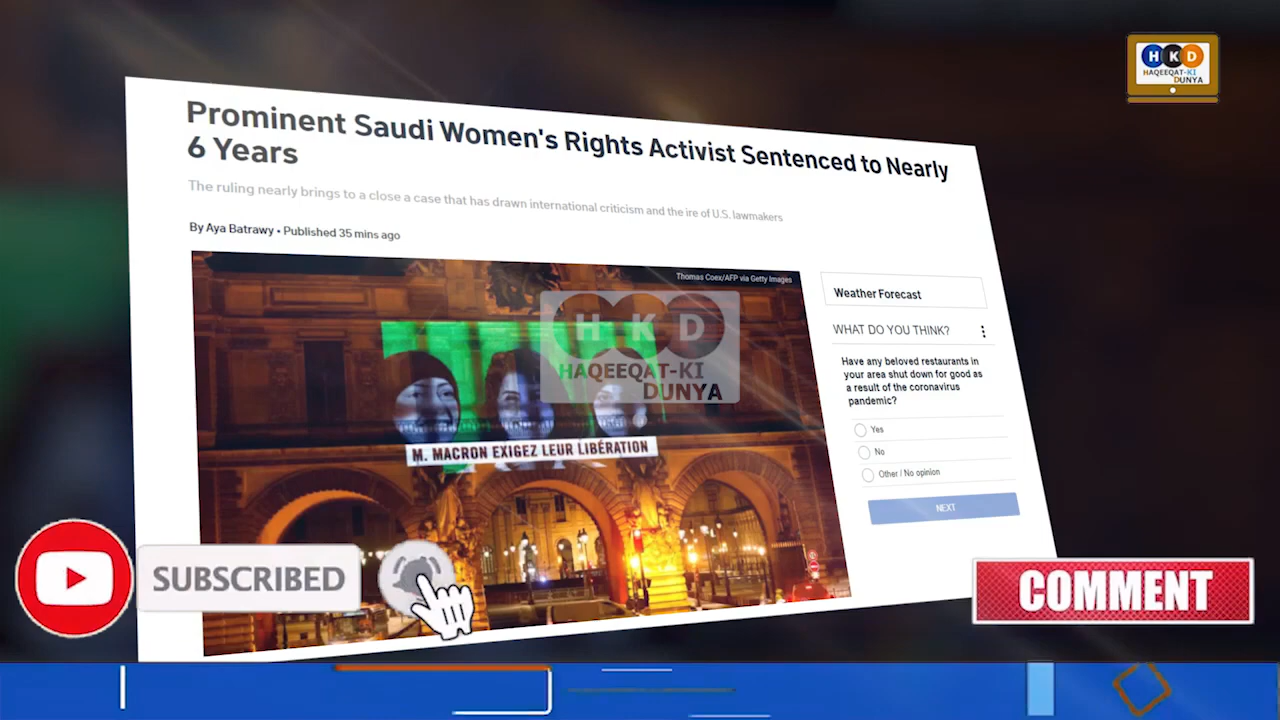 H K D
HAQEEQAT-KI
DUNYA
Prominent Saudi Women's Rights Activist Sentenced to Nearly
6 Years
The ruling nearly brings to a close a case that has drawn international criticism and the ire of U.S. lawmakers
By Aya Batrawy • Published 35 mins ago
Thomas Coex/AFP via Getty Images
H K D
HAQEEQAT-KI
DUNYA
M. MACRON EXIGEZ LEUR LIBÉRATION
Weather Forecast
WHAT DO YOU THINK?
Have any beloved restaurants in
your area shut down for good as
a result of the coronavirus
pandemic?
Yes
No
Other / No opinion
NEXT
SUBSCRIBED
COMMENT